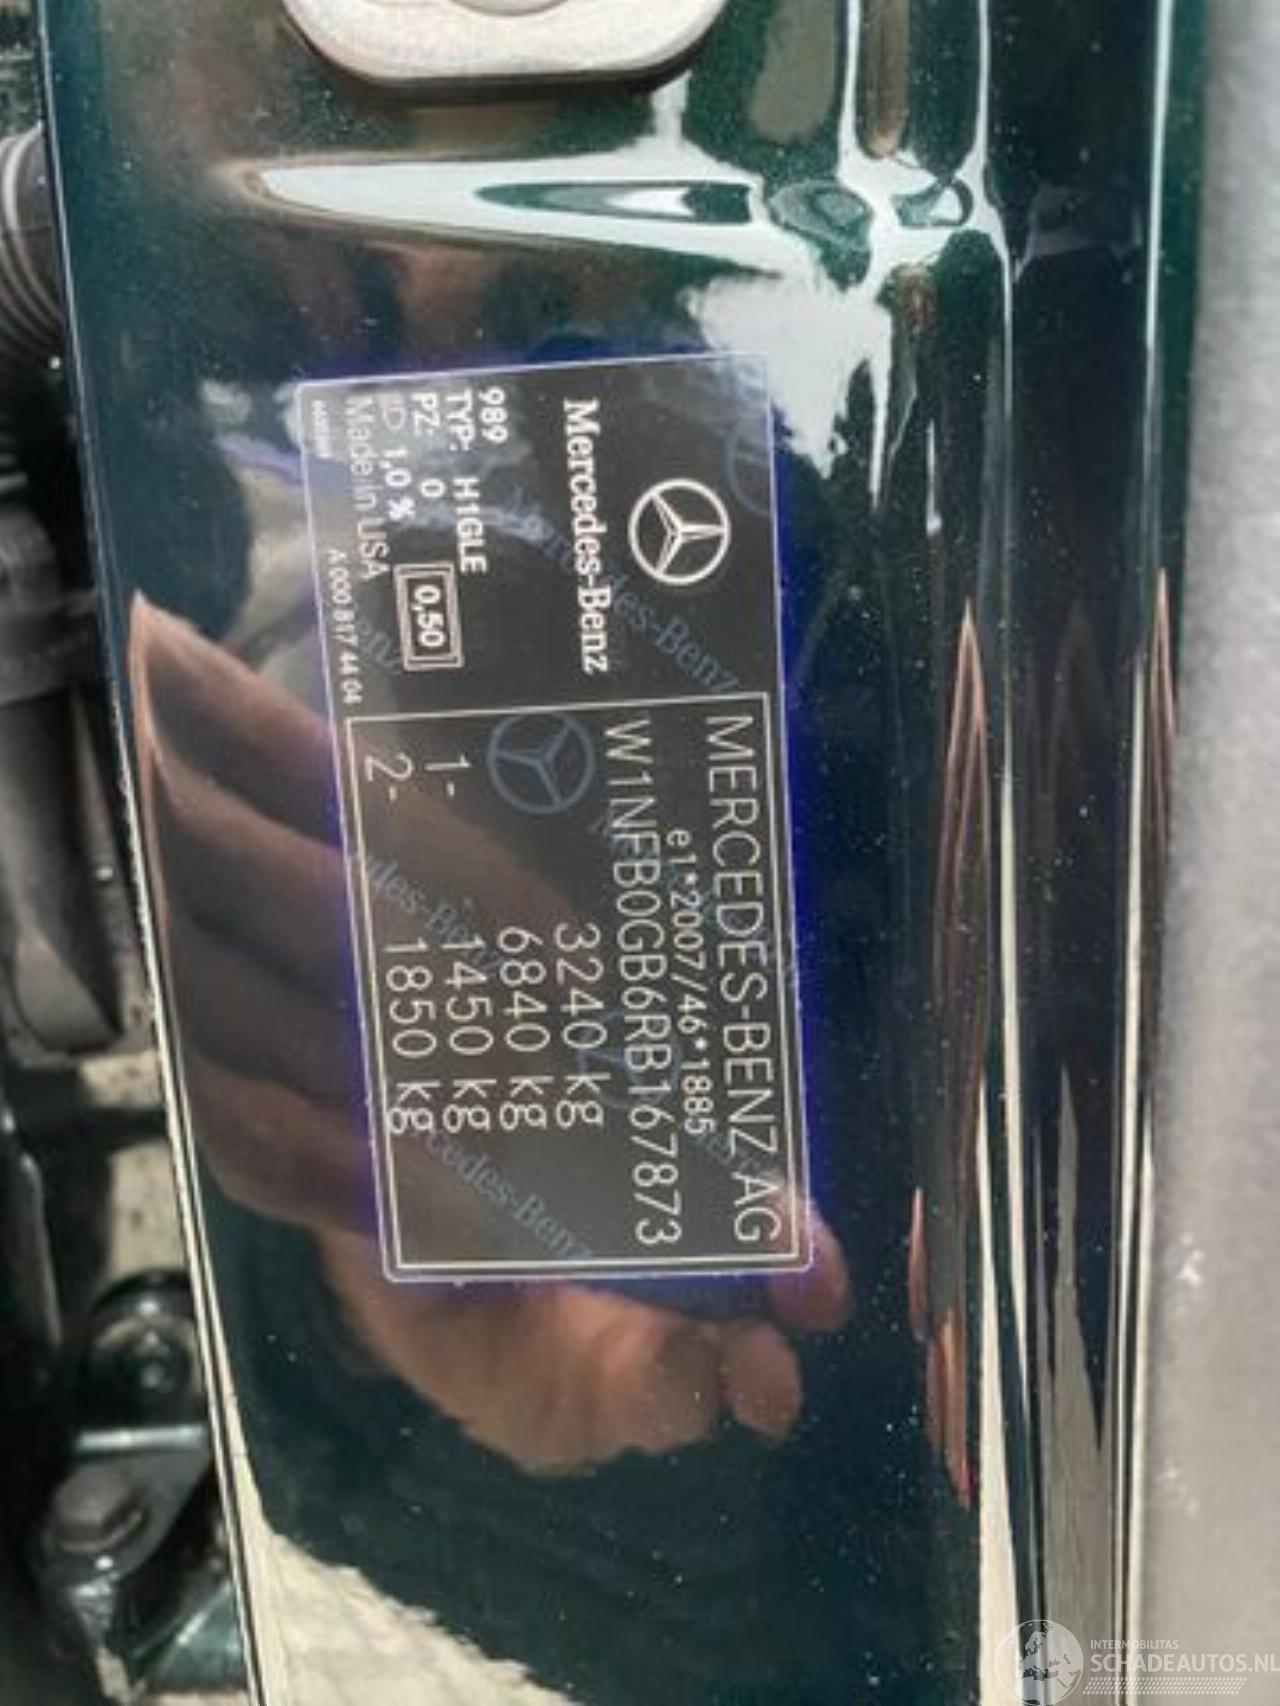 Mercedes-Benz
989
TYP: H1GLE
PZ: 0
0,50
ED 1,0 %
Made in USA
A 000 817 44 04
MERCEDES-BENZ AG
e1*2007/46*1885
W1NFB0GB6RB167873
3240 kg
6840 kg
1- 1450 kg
2- 1850 kg
INTERMOBILITAS
SCHADEAUTOS.NL